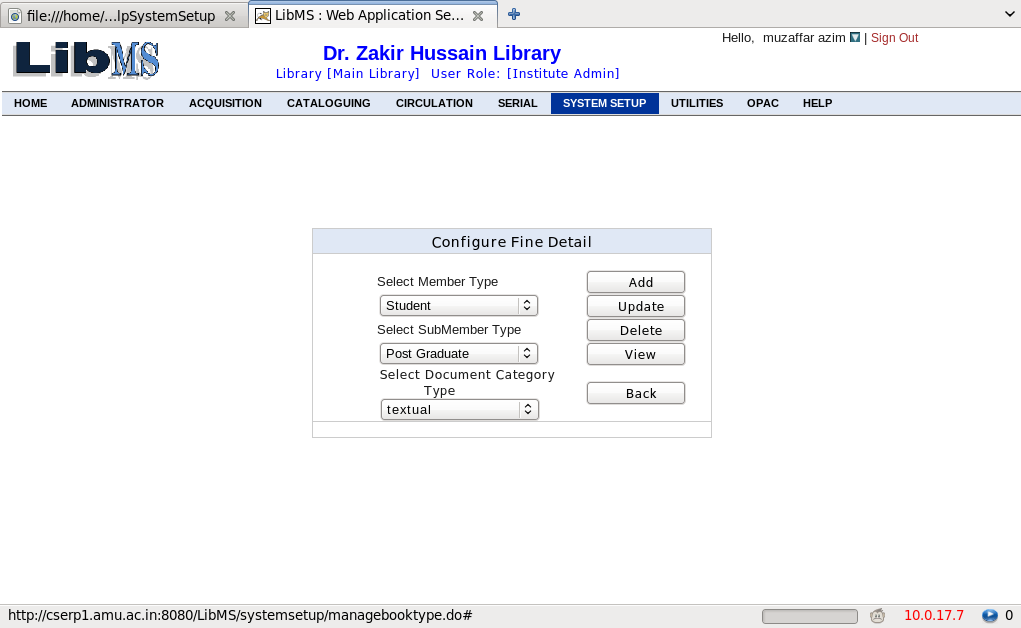 file:///home/...lpSystemSetup
LibMS : Web Application Se...
LibMS
Hello,  muzaffar azim | Sign Out
Dr. Zakir Hussain Library
Library [Main Library]  User Role: [Institute Admin]
HOME ADMINISTRATOR ACQUISITION CATALOGUING CIRCULATION SERIAL SYSTEM SETUP UTILITIES OPAC HELP
Configure Fine Detail
Select Member Type
Add
Student
Update
Select SubMember Type
Delete
Post Graduate
View
Select Document Category
Type
Back
textual
http://cserp1.amu.ac.in:8080/LibMS/systemsetup/managebooktype.do#
10.0.17.7
0